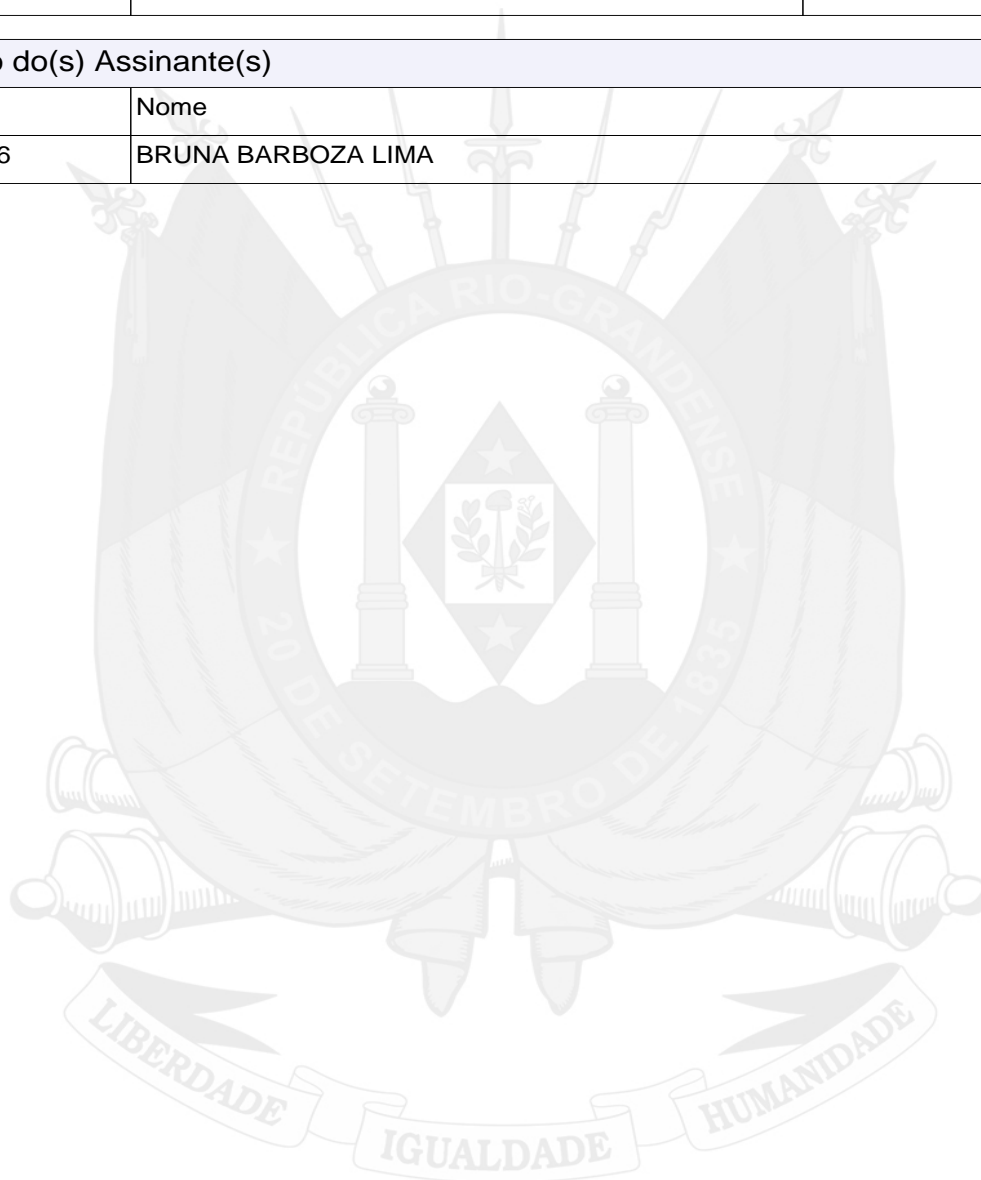 do(s) Assinante(s)
Nome
6 BRUNA BARBOZA LIMA
REPÚBLICA RIO-GRANDENSE
20 DE SETEMBRO DE 1835
LIBERDADE IGUALDADE HUMANIDADE